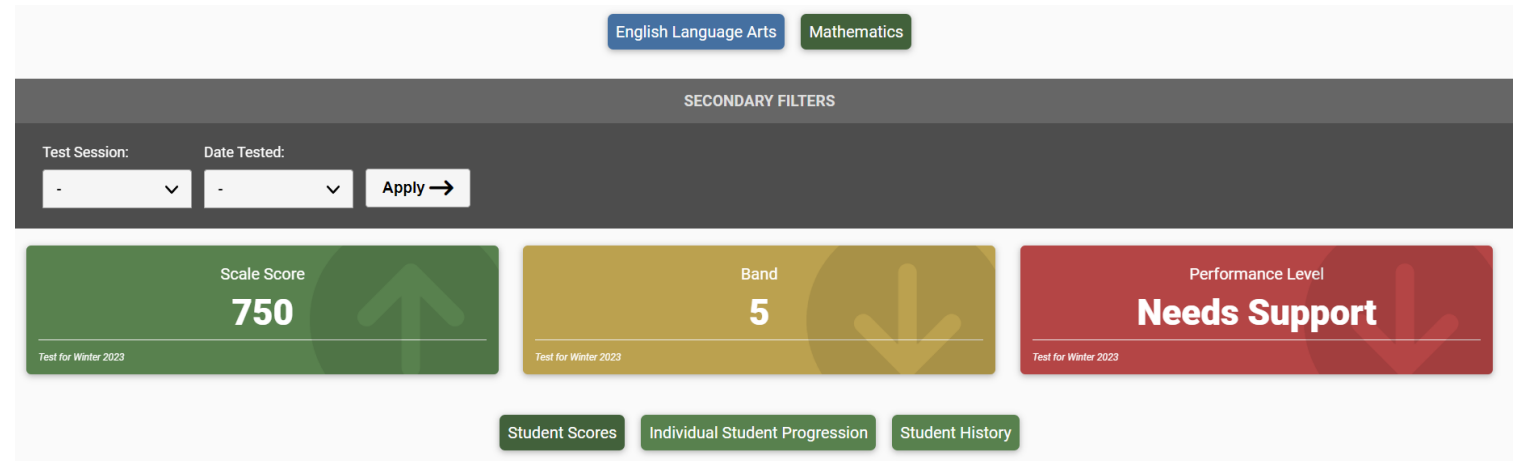 English Language Arts
Mathematics
SECONDARY FILTERS
Test Session:
Date Tested:
-
-
Apply
Scale Score
750
Test for Winter 2023
Band
5
Test for Winter 2023
Performance Level
Needs Support
Test for Winter 2023
Student Scores
Individual Student Progression
Student History